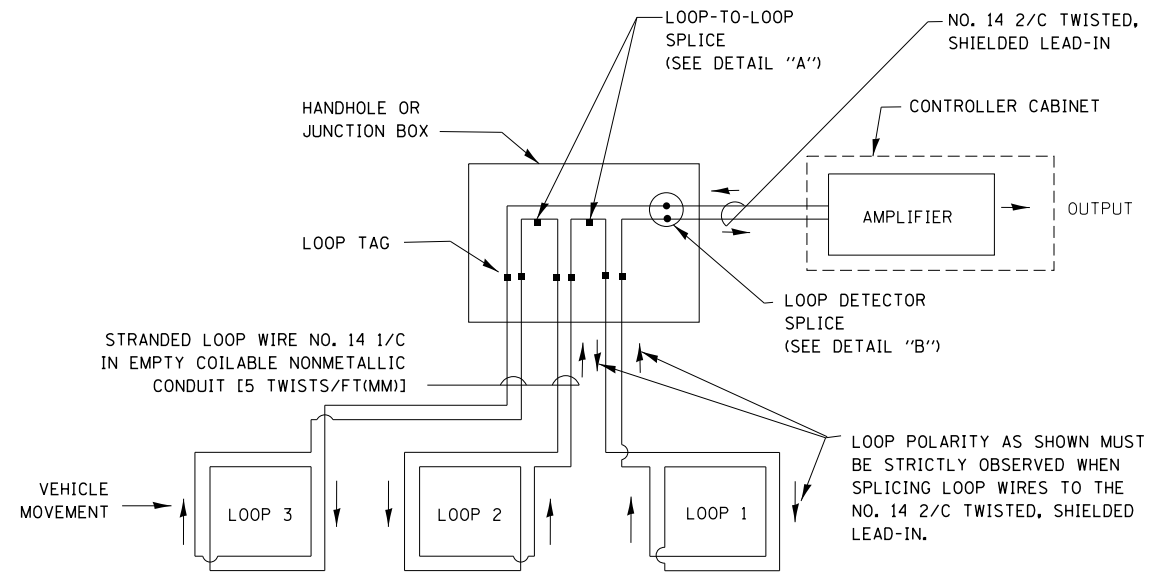 LOOP-TO-LOOP
SPLICE
(SEE DETAIL "A")
NO. 14 2/C TWISTED,
SHIELDED LEAD-IN
HANDHOLE OR
JUNCTION BOX
CONTROLLER CABINET
AMPLIFIER
OUTPUT
LOOP TAG
LOOP DETECTOR
SPLICE
(SEE DETAIL "B")
STRANDED LOOP WIRE NO. 14 1/C
IN EMPTY COILABLE NONMETALLIC
CONDUIT [5 TWISTS/FT(MM)]
LOOP POLARITY AS SHOWN MUST
BE STRICTLY OBSERVED WHEN
SPLICING LOOP WIRES TO THE
NO. 14 2/C TWISTED, SHIELDED
LEAD-IN.
VEHICLE
MOVEMENT
LOOP 3
LOOP 2
LOOP 1